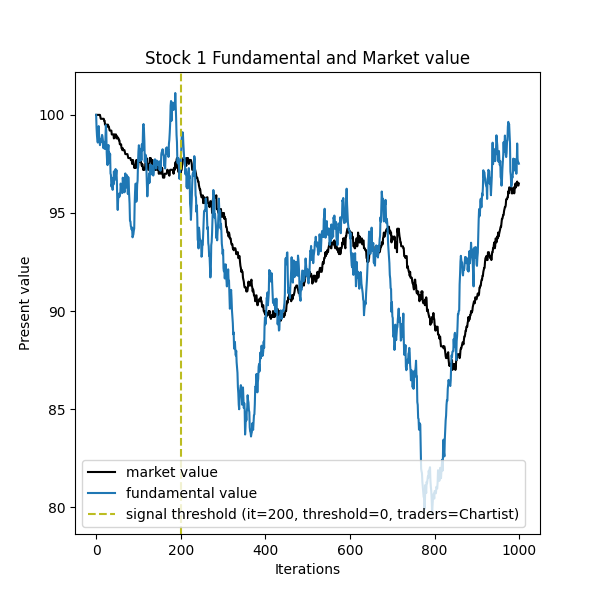 Stock 1 Fundamental and Market value
100
95
90
85
80
Present value
market value
fundamental value
signal threshold (it=200, threshold=0, traders=Chartist)
0 200 400 600 800 1000
Iterations